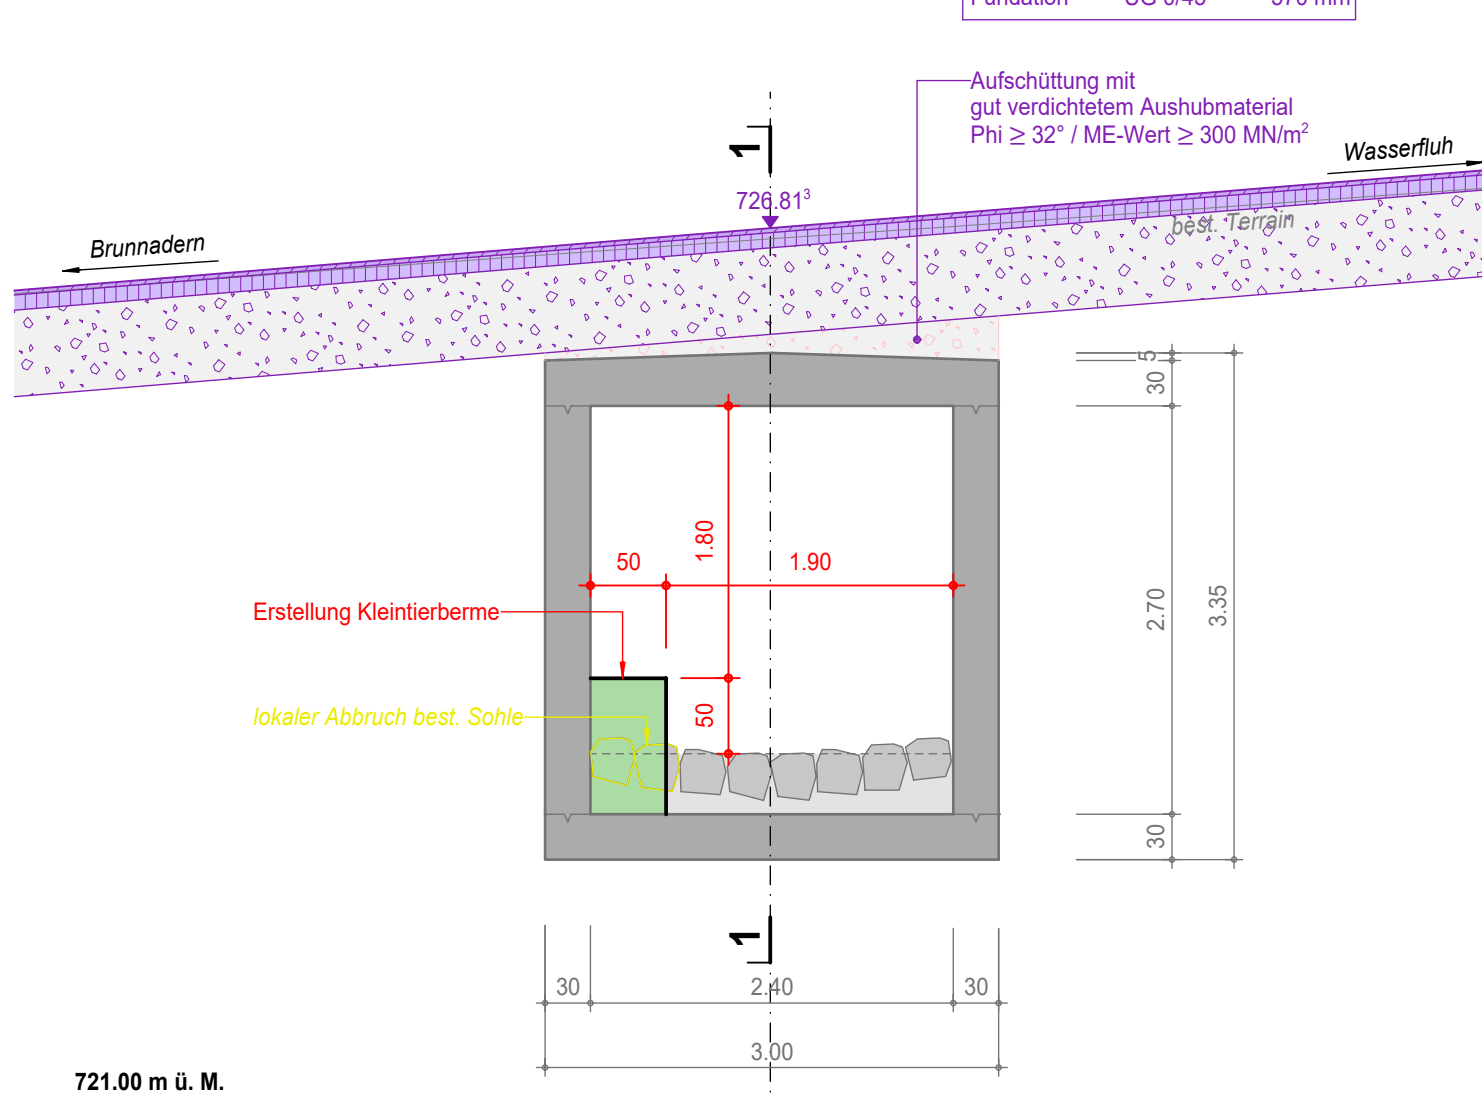 Aufschüttung mit
gut verdichtetem Aushubmaterial
Phi ≥ 32° / ME-Wert ≥ 300 MN/m²
Wasserfluh
1
726.81³
best. Terrain
Brunnadern
5
30
1.80
50
1.90
2.70
3.35
Erstellung Kleintierberme
50
lokaler Abbruch best. Sohle
30
1
30
2.40
30
3.00
721.00 m ü. M.